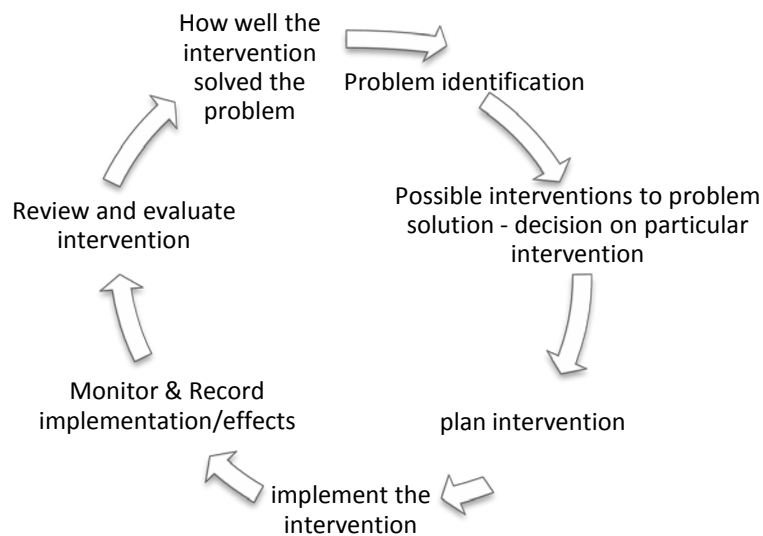 How well the
intervention
solved the
problem
Problem identification
Possible interventions to problem
solution - decision on particular
intervention
plan intervention
implement the
intervention
Monitor & Record
implementation/effects
Review and evaluate
intervention